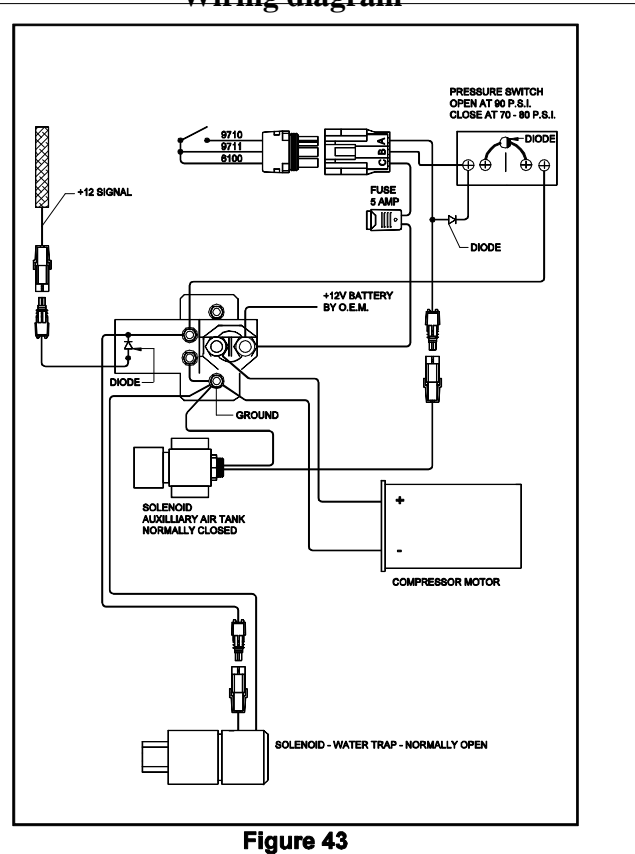 Wiring diagram
PRESSURE SWITCH
OPEN AT 90 P.S.I.
CLOSE AT 70 - 80 P.S.I.
DIODE
9710
9711
6100
A
B
C
+12 SIGNAL
FUSE
5 AMP
DIODE
+12V BATTERY
BY O.E.M.
DIODE
GROUND
SOLENOID
AUXILLIARY AIR TANK
NORMALLY CLOSED
+
-
COMPRESSOR MOTOR
SOLENOID - WATER TRAP - NORMALLY OPEN
Figure 43